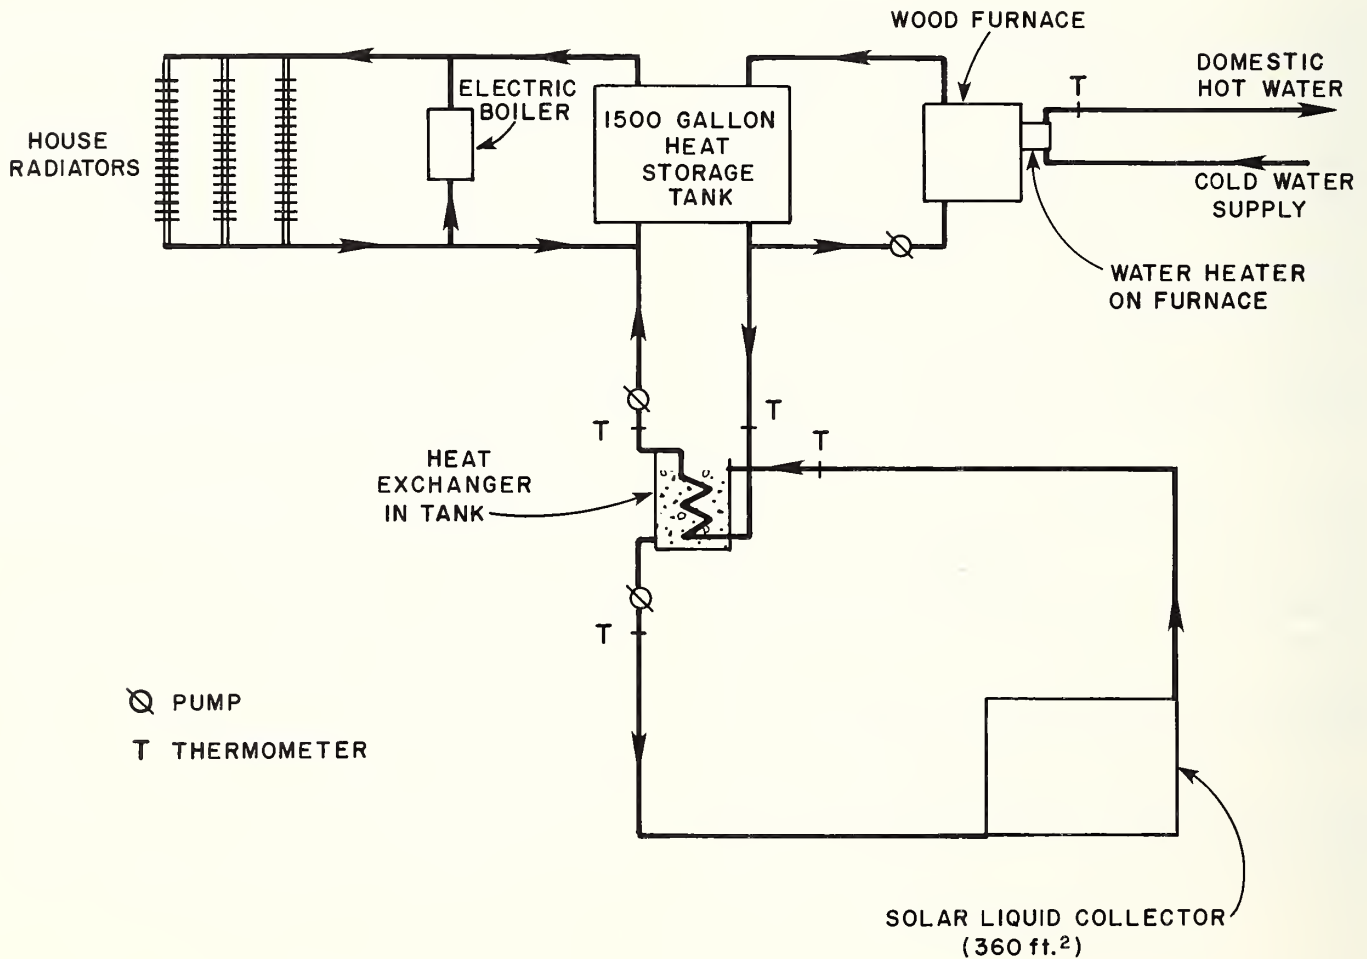 WOOD FURNACE
DOMESTIC
HOT WATER
T
ELECTRIC
BOILER
1500 GALLON
HEAT
STORAGE
TANK
HOUSE
RADIATORS
COLD WATER
SUPPLY
WATER HEATER
ON FURNACE
T
T
T
HEAT
EXCHANGER
IN TANK
T
PUMP
T THERMOMETER
SOLAR LIQUID COLLECTOR
(360 ft.²)